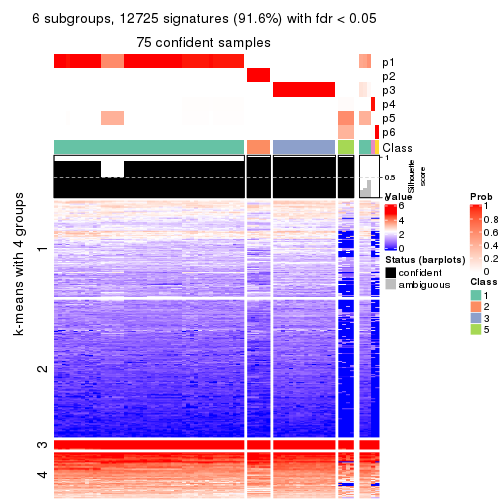 6 subgroups, 12725 signatures (91.6%) with fdr < 0.05
75 confident samples
p1
p2
p3
p4
p5
p6
Class
1
0.5
0
Silhouette
score
k-means with 4 groups
1
2
3
4
Value
6
4
2
0
Status (barplots)
confident
ambiguous
Prob
1
0.8
0.6
0.4
0.2
0
Class
1
2
3
5